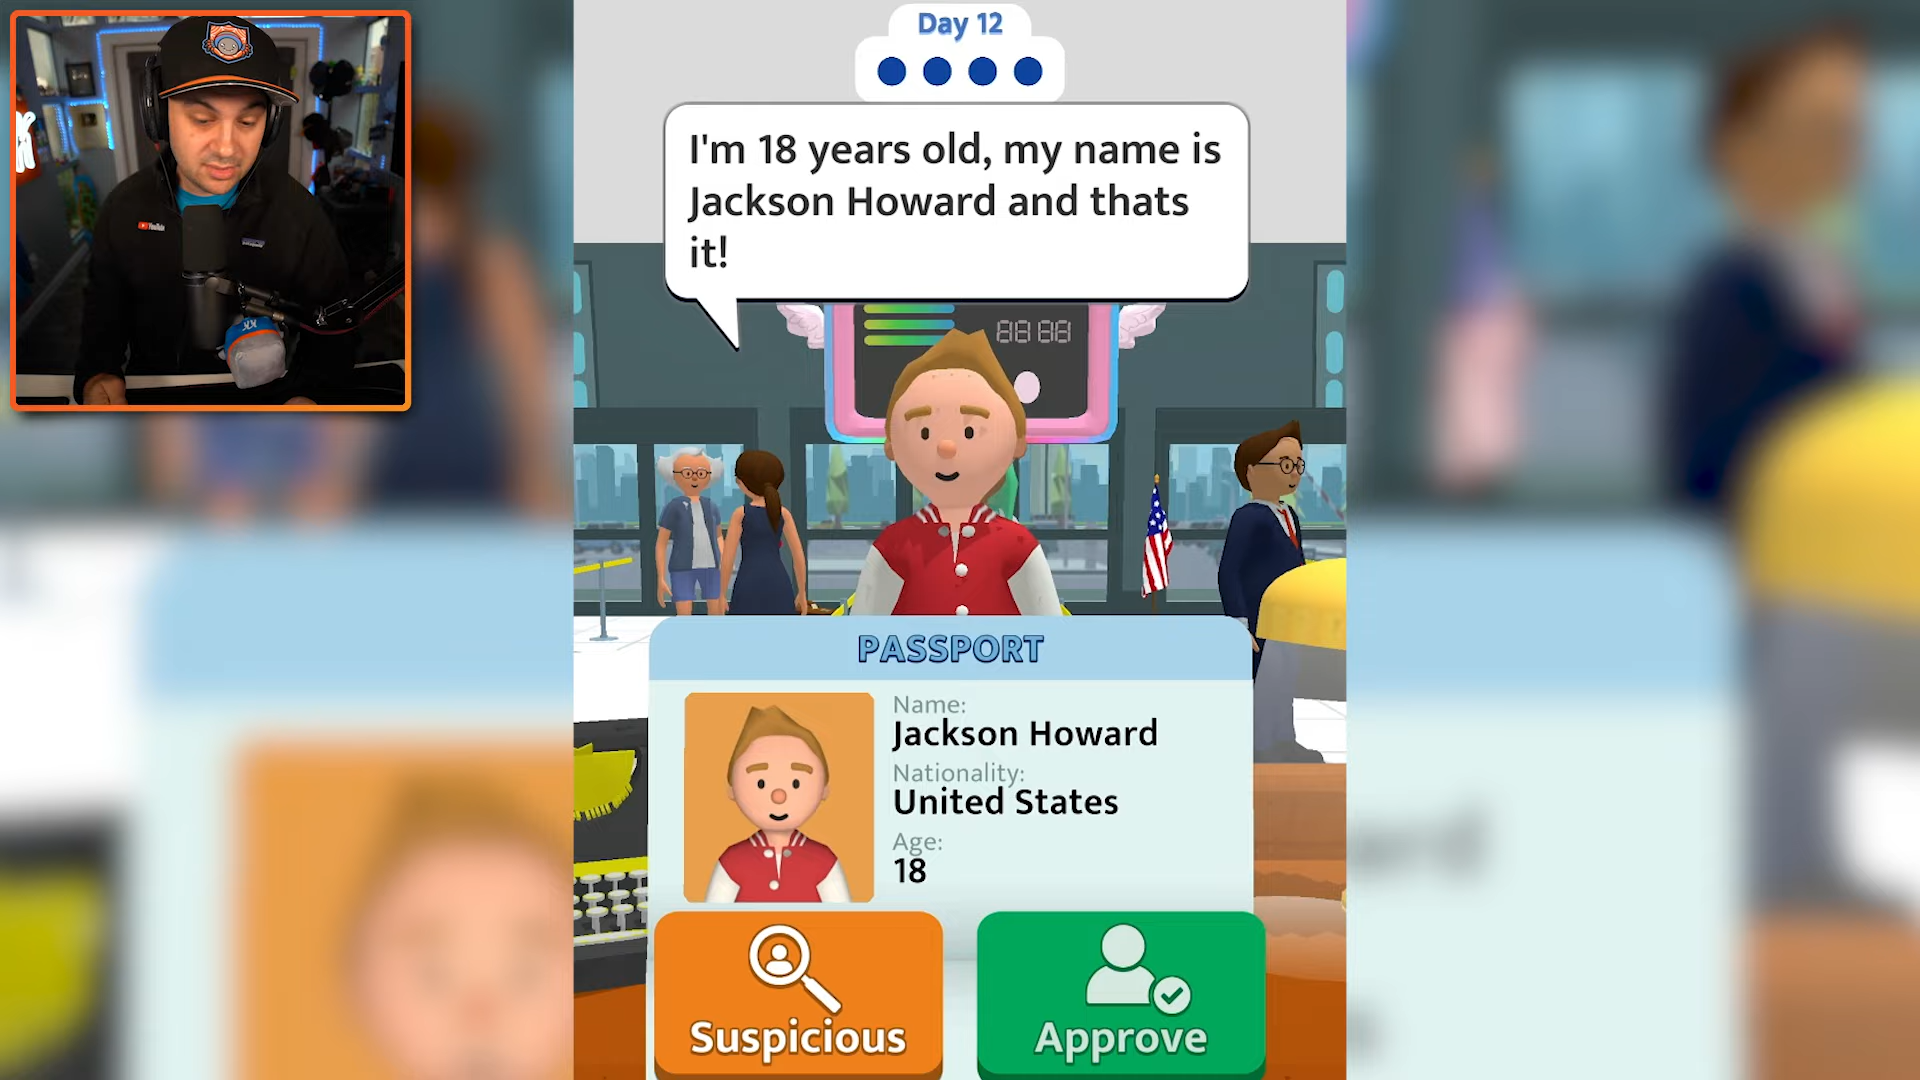 Day 12
I'm 18 years old, my name is
Jackson Howard and thats
it!
88 88
PASSPORT
Name:
Jackson Howard
Nationality:
United States
Age:
18
Suspicious
Approve
YouTube